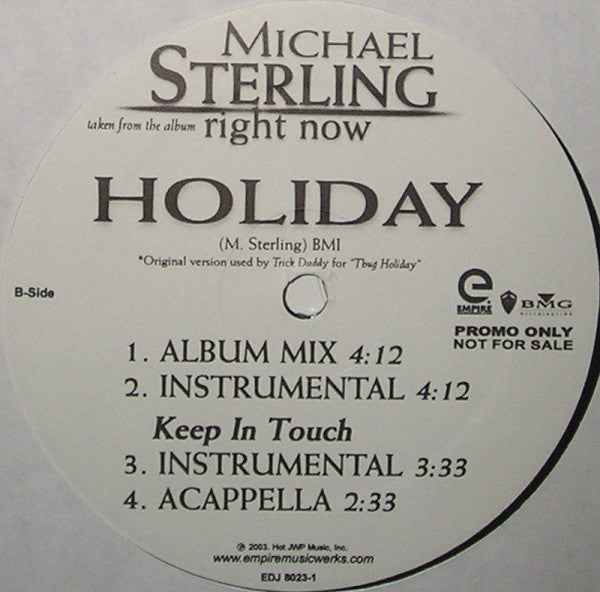 MICHAEL
STERLING
taken from the album right now
HOLIDAY
(M. Sterling) BMI
*Original version used by Trick Daddy for "Thug Holiday"
B-Side
e
EMPIRE
BMG
DISTRIBUTION
PROMO ONLY
NOT FOR SALE
1. ALBUM MIX 4:12
2. INSTRUMENTAL 4:12
Keep In Touch
3. INSTRUMENTAL 3:33
4. ACAPPELLA 2:33
℗ 2003. Hot JWP Music, Inc.
www.empiremusicwerks.com
EDJ 8023-1